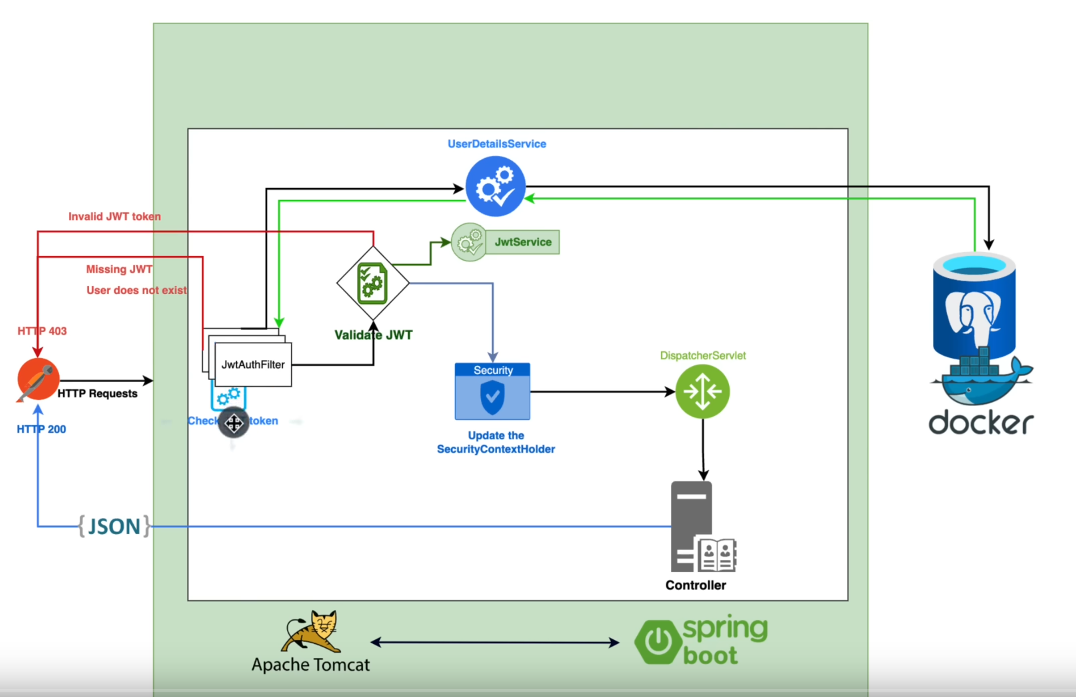 UserDetailsService
Invalid JWT token
JwtService
Missing JWT
User does not exist
HTTP 403
Validate JWT
DispatcherServlet
JwtAuthFilter
Security
HTTP Requests
Check
token
HTTP 200
Update the
SecurityContextHolder
docker
{JSON}
Controller
Apache Tomcat
spring
boot